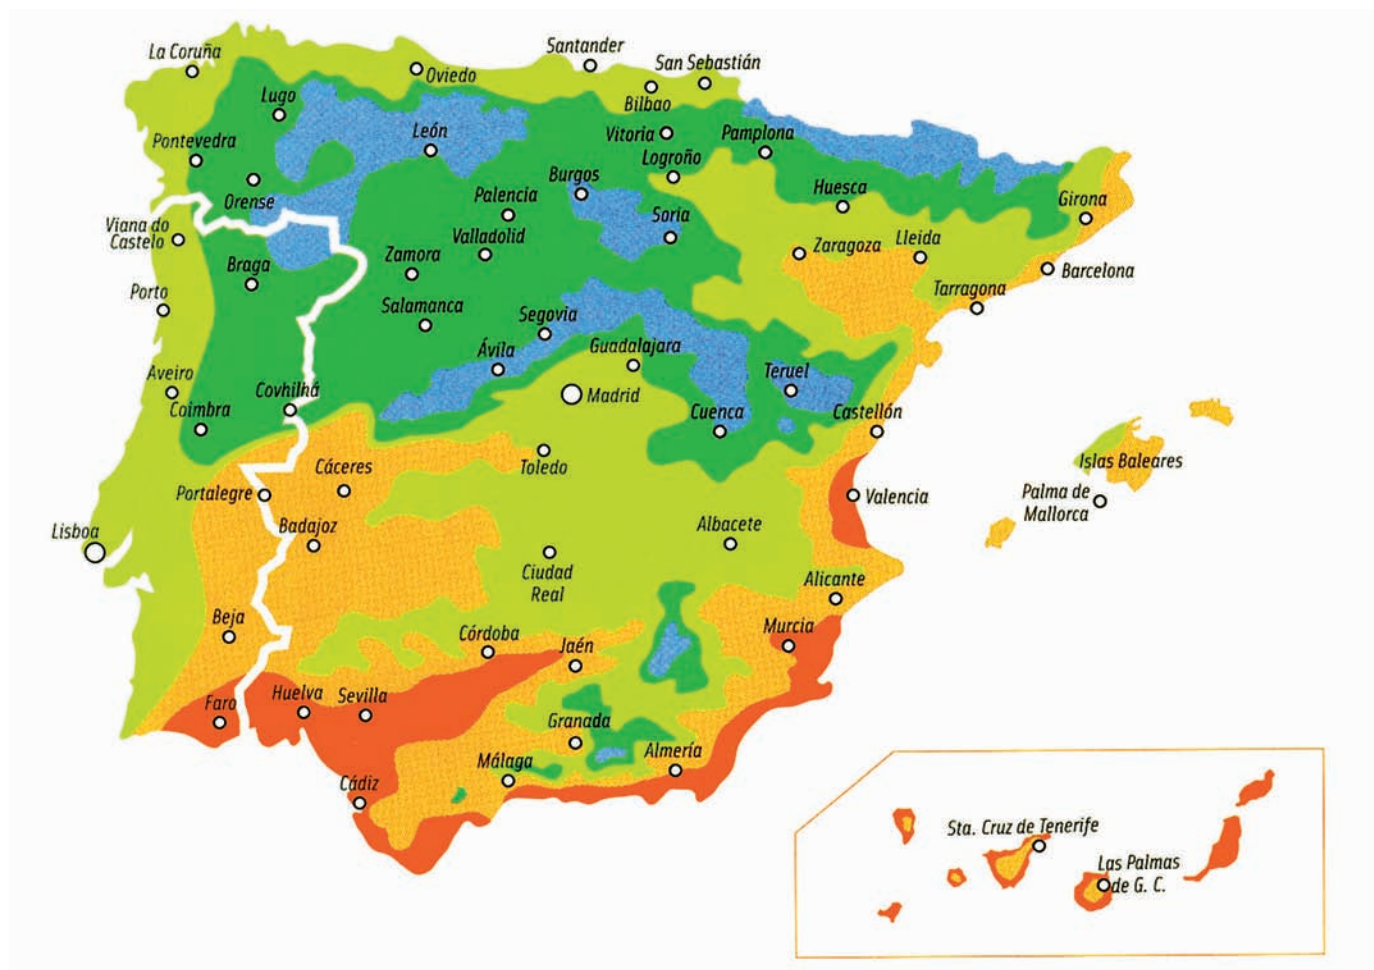 La Coruña
Oviedo
Santander
San Sebastián
Bilbao
Lugo
León
Vitoria
Pamplona
Pontevedra
Logroño
Orense
Burgos
Palencia
Huesca
Girona
Soria
Viana do
Castelo
Valladolid
Zaragoza
Lleida
Zamora
Braga
Barcelona
Porto
Tarragona
Salamanca
Segovia
Ávila
Guadalajara
Aveiro
Teruel
Covhilhá
Madrid
Coimbra
Cuenca
Castellón
Cáceres
Toledo
Islas Baleares
Portalegre
Valencia
Palma de
Mallorca
Lisboa
Badajoz
Albacete
Ciudad
Real
Alicante
Beja
Córdoba
Jaén
Murcia
Faro
Huelva
Sevilla
Granada
Almería
Málaga
Cádiz
Sta. Cruz de Tenerife
Las Palmas
de G. C.